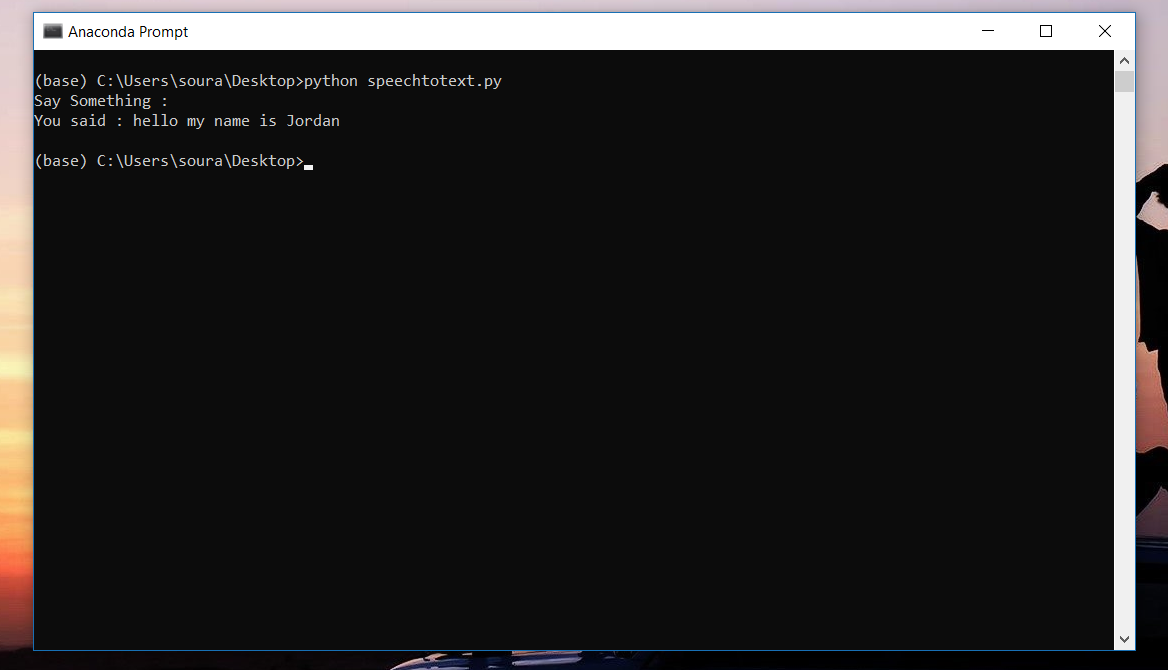 Anaconda Prompt
(base) C:\Users\soura\Desktop>python speechtotext.py
Say Something :
You said : hello my name is Jordan
(base) C:\Users\soura\Desktop>